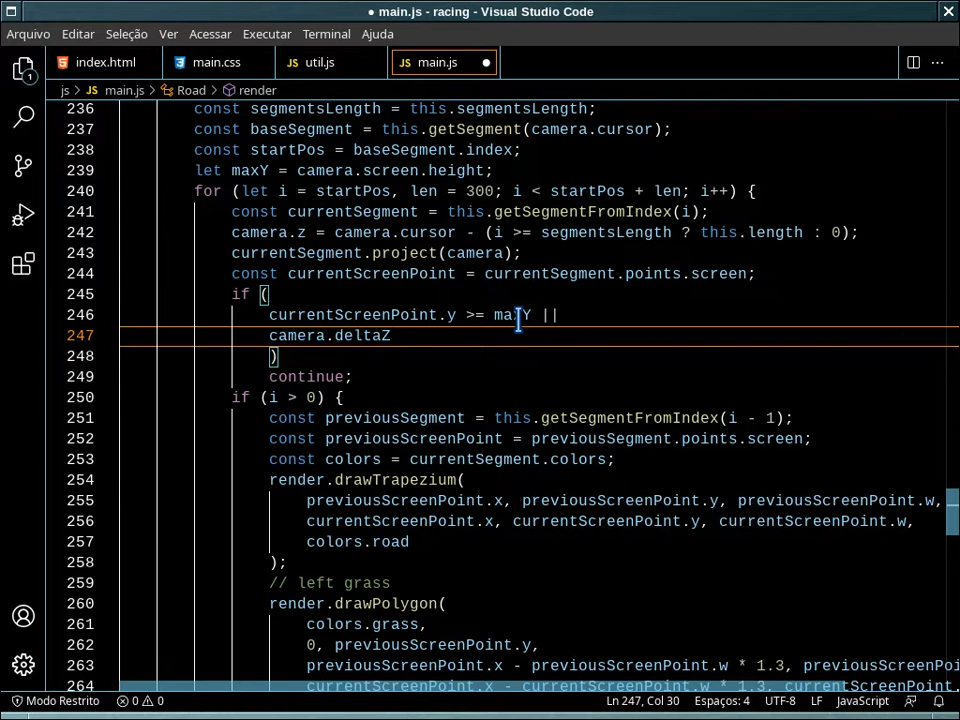 ● main.js - racing - Visual Studio Code
Arquivo Editar Seleção Ver Acessar Executar Terminal Ajuda
index.html main.css JS util.js JS main.js ●
js > JS main.js > Road > render
236 const segmentsLength = this.segmentsLength;
237 const baseSegment = this.getSegment(camera.cursor);
238 const startPos = baseSegment.index;
239 let maxY = camera.screen.height;
240 for (let i = startPos, len = 300; i < startPos + len; i++) {
241 const currentSegment = this.getSegmentFromIndex(i);
242 camera.z = camera.cursor - (i >= segmentsLength ? this.length : 0);
243 currentSegment.project(camera);
244 const currentScreenPoint = currentSegment.points.screen;
245 if (
246 currentScreenPoint.y >= maxY ||
247 camera.deltaZ
248 )
249 continue;
250 if (i > 0) {
251 const previousSegment = this.getSegmentFromIndex(i - 1);
252 const previousScreenPoint = previousSegment.points.screen;
253 const colors = currentSegment.colors;
254 render.drawTrapezium(
255 previousScreenPoint.x, previousScreenPoint.y, previousScreenPoint.w,
256 currentScreenPoint.x, currentScreenPoint.y, currentScreenPoint.w,
257 colors.road
258 );
259 // left grass
260 render.drawPolygon(
261 colors.grass,
262 0, previousScreenPoint.y,
263 previousScreenPoint.x - previousScreenPoint.w * 1.3, previousScreenPoi
264 currentScreenPoint.x - currentScreenPoint.w * 1.3, currentScreenPoint
1
Modo Restrito 0 0 Ln 247, Col 30 Espaços: 4 UTF-8 LF JavaScript